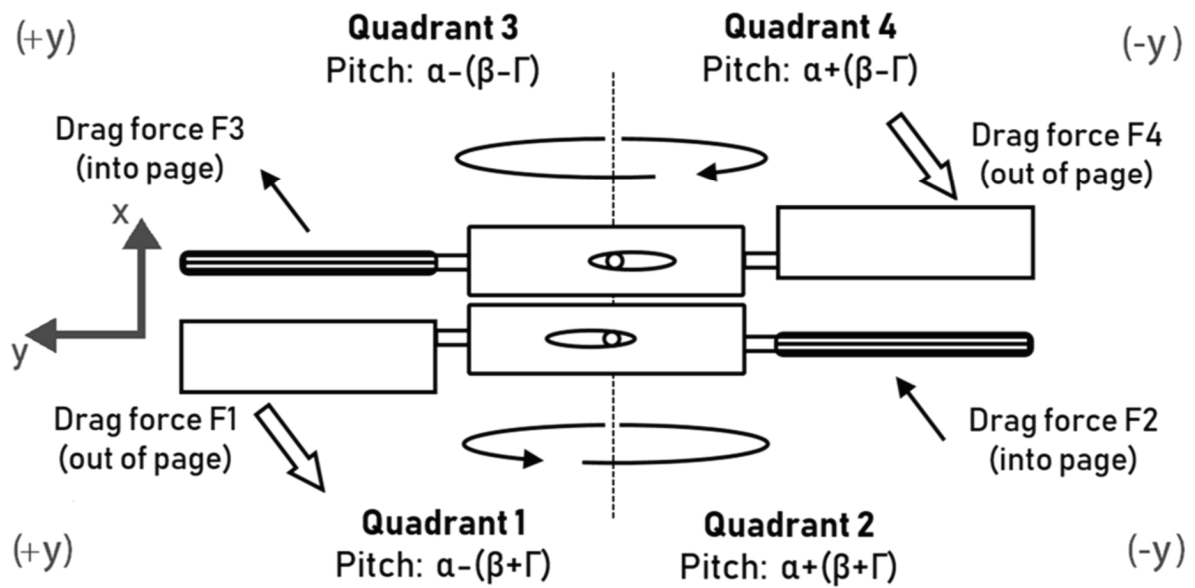 (+y)
Quadrant 3
Pitch: α-(β-Γ)
Quadrant 4
Pitch: α+(β-Γ)
(-y)
Drag force F3
(into page)
Drag force F4
(out of page)
x
y
Drag force F1
(out of page)
Drag force F2
(into page)
(+y)
Quadrant 1
Pitch: α-(β+Γ)
Quadrant 2
Pitch: α+(β+Γ)
(-y)